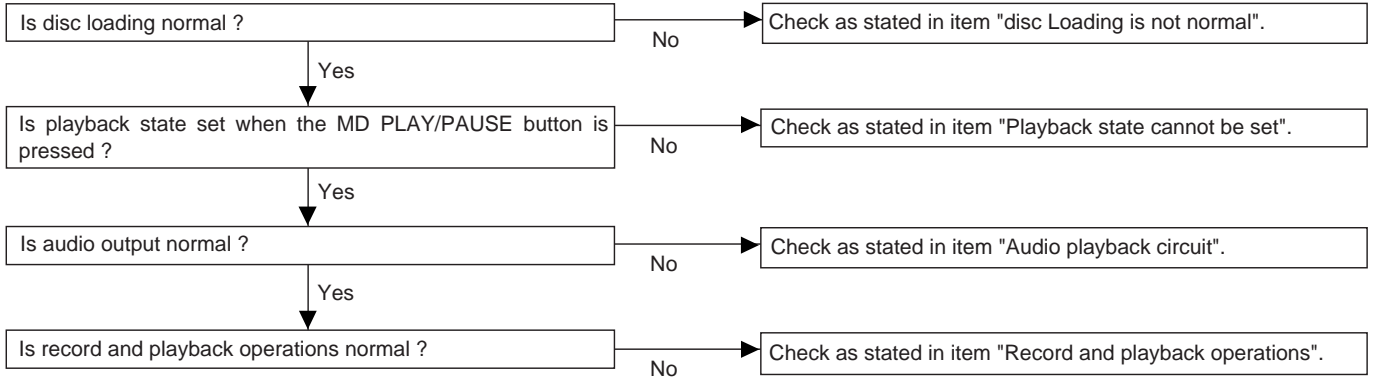 Is disc loading normal ?
No
Check as stated in item "disc Loading is not normal".
Yes
Is playback state set when the MD PLAY/PAUSE button is
pressed ?
No
Check as stated in item "Playback state cannot be set".
Yes
Is audio output normal ?
No
Check as stated in item "Audio playback circuit".
Yes
Is record and playback operations normal ?
No
Check as stated in item "Record and playback operations".